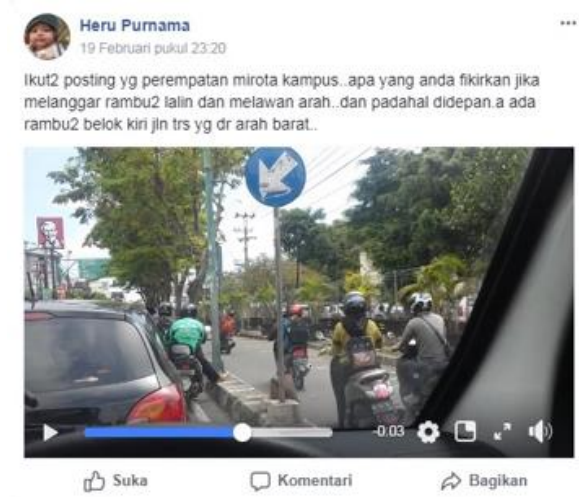 Heru Purnama
19 Februari pukul 23:20
Ikut2 posting yg perempatan mirota kampus..apa yang anda fikirkan jika
melanggar rambu2 lalin dan melawan arah..dan padahal didepan.a ada
rambu2 belok kiri jln trs yg dr arah barat..
-0:03
Suka
Komentari
Bagikan